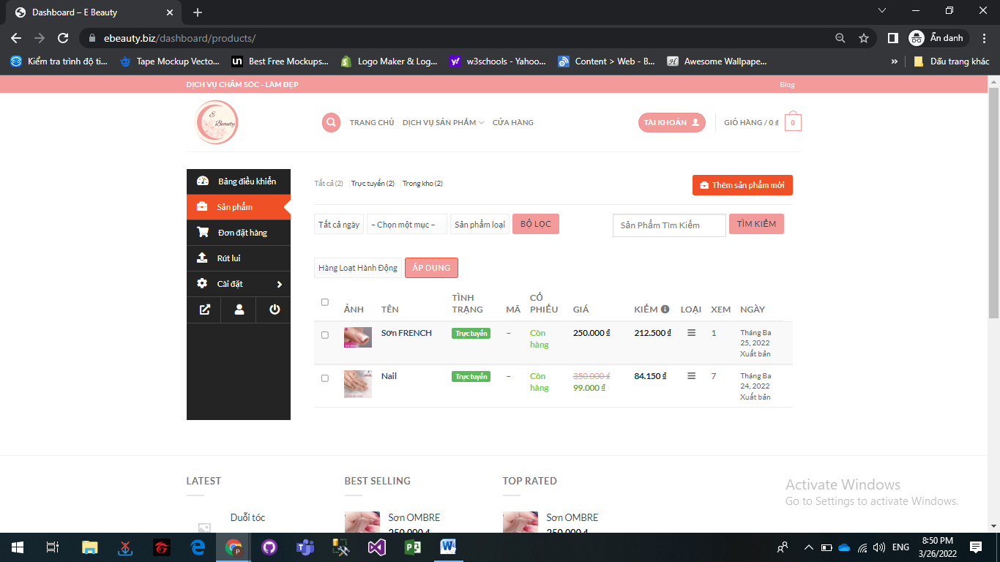 Dashboard – E Beauty
ebeauty.biz/dashboard/products/
Ẩn danh
Kiểm tra trình độ ti...
Tape Mockup Vecto...
Best Free Mockups...
Logo Maker & Log...
w3schools - Yahoo...
Content > Web - B...
Awesome Wallpape...
»
Dấu trang khác
DỊCH VỤ CHĂM SÓC - LÀM ĐẸP
Blog
E Beauty
TRANG CHỦ
DỊCH VỤ SẢN PHẨM
CỬA HÀNG
TÀI KHOẢN
GIỎ HÀNG / 0 ₫
0
Bảng điều khiển
Sản phẩm
Đơn đặt hàng
Rút lui
Cài đặt
Tất cả (2)
Trực tuyến (2)
Trong kho (2)
Thêm sản phẩm mới
Tất cả ngày
– Chọn một mục –
Sản phẩm loại
BỘ LỌC
Sản Phẩm Tìm Kiếm
TÌM KIẾM
Hàng Loạt Hành Động
ÁP DỤNG
ẢNH
TÊN
TÌNH TRẠNG
MÃ
CỔ PHIẾU
GIÁ
KIẾM
LOẠI
XEM
NGÀY
Sơn FRENCH
Trực tuyến
–
Còn hàng
250.000 ₫
212.500 ₫
1
Tháng Ba 25, 2022
Xuất bản
Nail
Trực tuyến
–
Còn hàng
350.000 ₫
99.000 ₫
84.150 ₫
7
Tháng Ba 24, 2022
Xuất bản
LATEST
BEST SELLING
TOP RATED
Duỗi tóc
Sơn OMBRE
250.000 ₫
Sơn OMBRE
250.000 ₫
Activate Windows
Go to Settings to activate Windows.
ENG
8:50 PM
3/26/2022